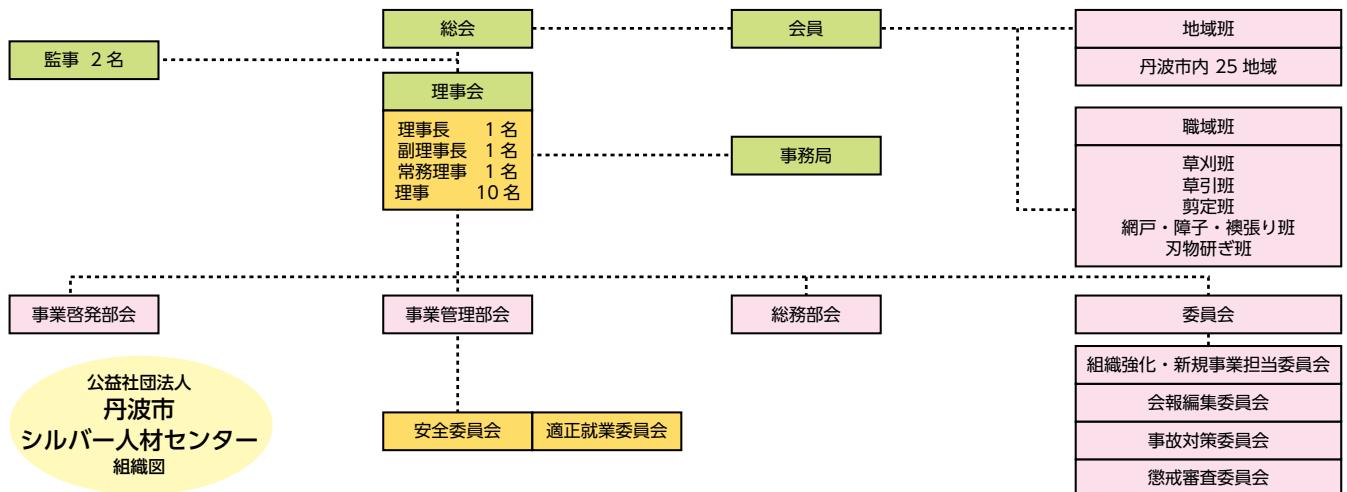 総会
会員
地域班
丹波市内 25 地域
監事 2 名
理事会
理事長 1 名
副理事長 1 名
常務理事 1 名
理事 10 名
事務局
職域班
草刈班
草引班
剪定班
網戸・障子・襖張り班
刃物研ぎ班
事業啓発部会
事業管理部会
総務部会
委員会
組織強化・新規事業担当委員会
会報編集委員会
事故対策委員会
懲戒審査委員会
安全委員会
適正就業委員会
公益社団法人
丹波市
シルバー人材センター
組織図